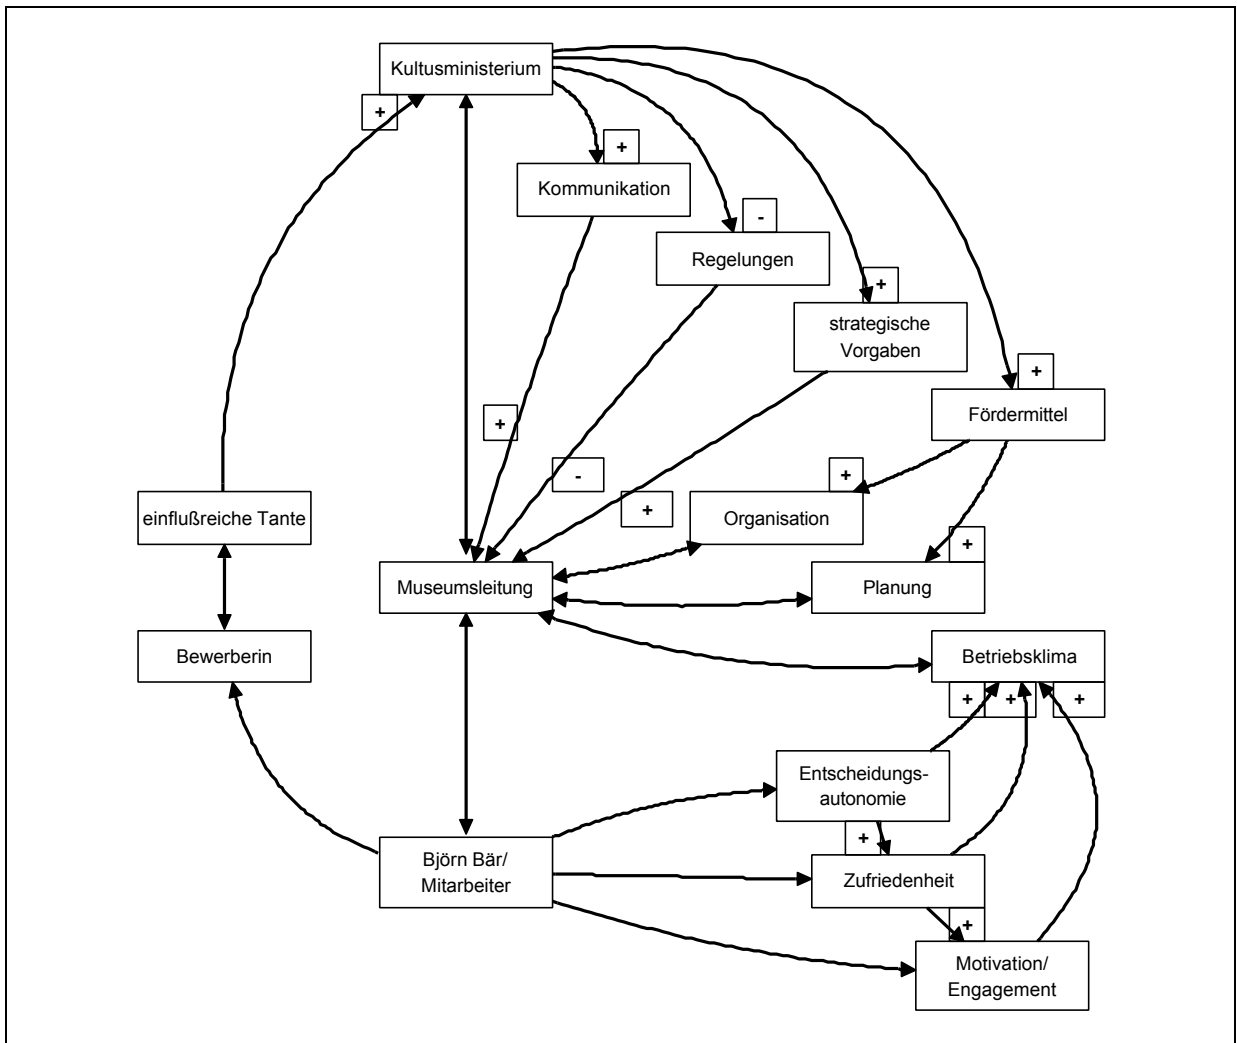 Kultusministerium
+
+
Kommunikation
-
Regelungen
+
strategische
Vorgaben
+
Fördermittel
+
-
+
+
Organisation
einflußreiche Tante
+
Museumsleitung
Planung
Bewerberin
Betriebsklima
+ + +
Entscheidungs-
autonomie
+
Björn Bär/
Mitarbeiter
Zufriedenheit
+
Motivation/
Engagement